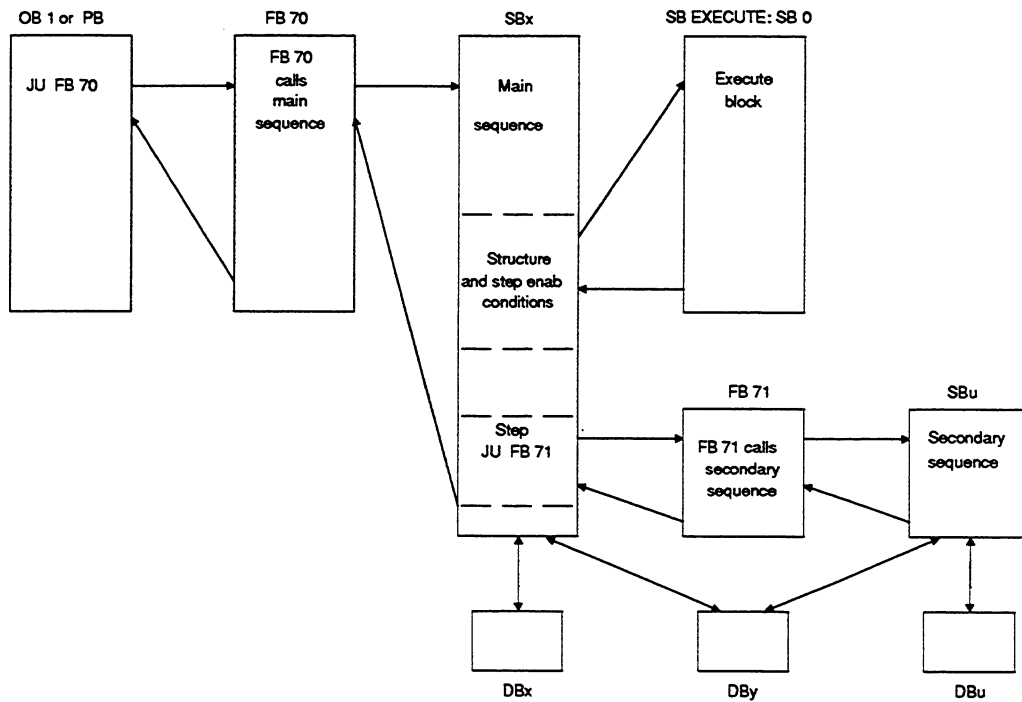 OB 1 or PB
FB 70
SBx
SB EXECUTE: SB 0
JU FB 70
FB 70
calls
main
sequence
Main
sequence
Execute
block
Structure
and step enab
conditions
Step
JU FB 71
FB 71
FB 71 calls
secondary
sequence
SBu
Secondary
sequence
DBx
DBy
DBu